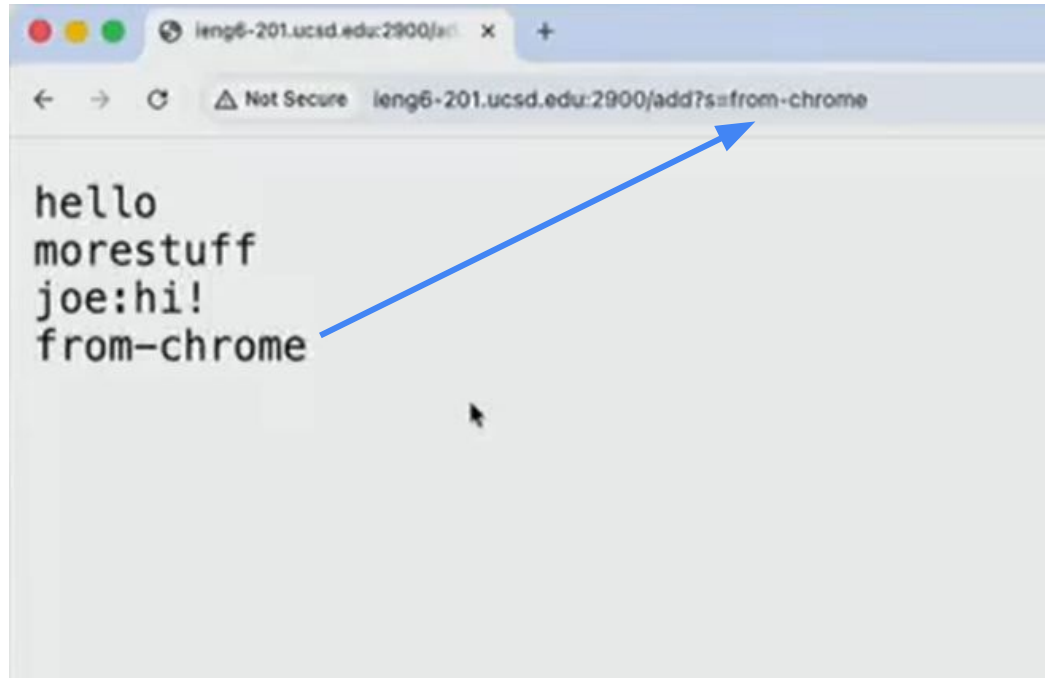 ieng6-201.ucsd.edu:2900/ad
Not Secure ieng6-201.ucsd.edu:2900/add?s=from-chrome
hello
morestuff
joe:hi!
from-chrome